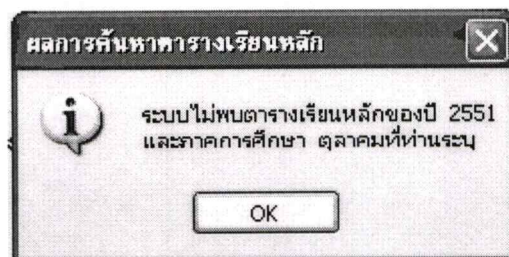 ผลการค้นหาตารางเรียนหลัก
ระบบไม่พบตารางเรียนหลักของปี 2551
และภาคการศึกษา ตุลาคมที่ท่านระบุ
OK